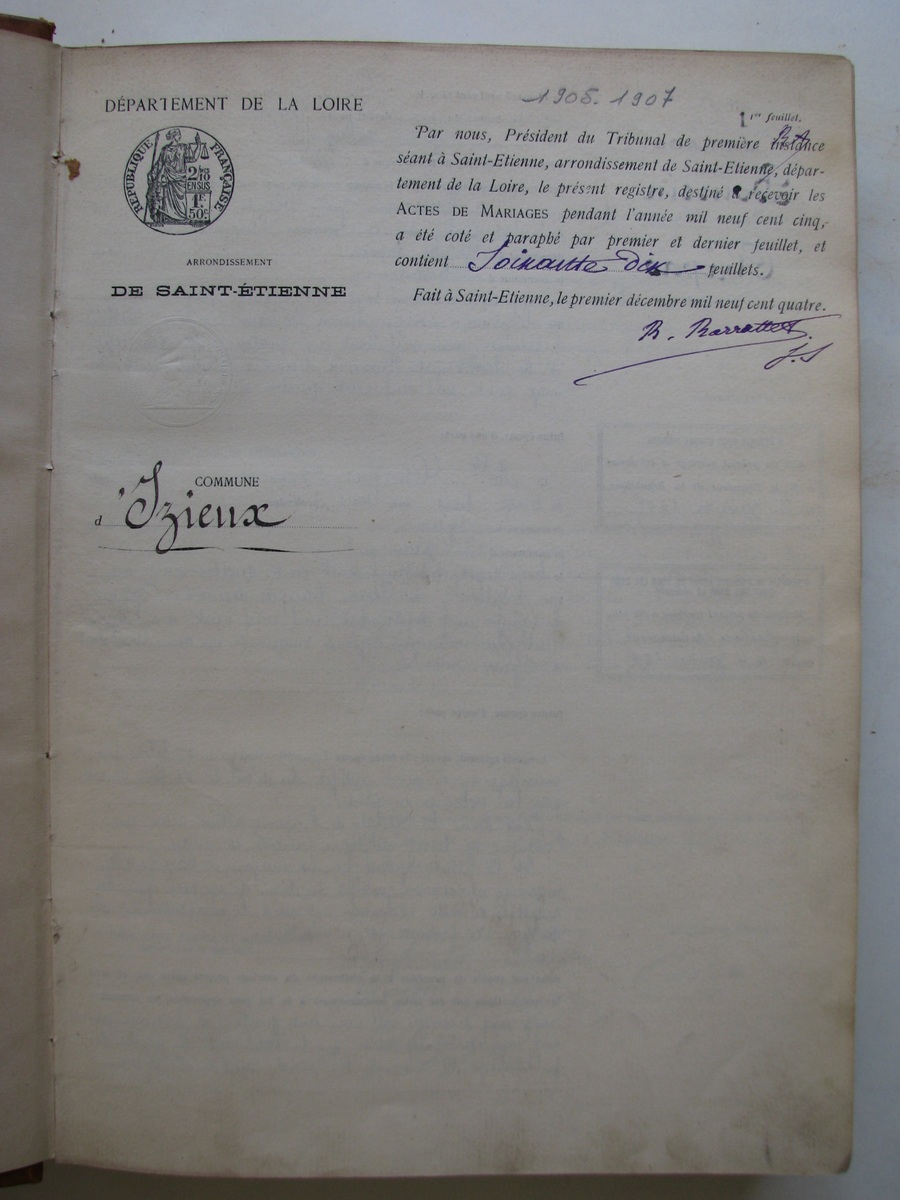 DÉPARTEMENT DE LA LOIRE
RÉPUBLIQUE FRANÇAISE
2/10
EN SUS
1F.
50c
ARRONDISSEMENT
DE SAINT-ÉTIENNE
COMMUNE
d'Izieux
1905. 1907
1er feuillet.
Par nous, Président du Tribunal de première instance
séant à Saint-Etienne, arrondissement de Saint-Etienne, dépar-
tement de la Loire, le présent registre, destiné à recevoir les
ACTES DE MARIAGES pendant l'année mil neuf cent cinq,
a été coté et paraphé par premier et dernier feuillet, et
contient Soixante dix feuillets.
Fait à Saint-Etienne, le premier décembre mil neuf cent quatre.